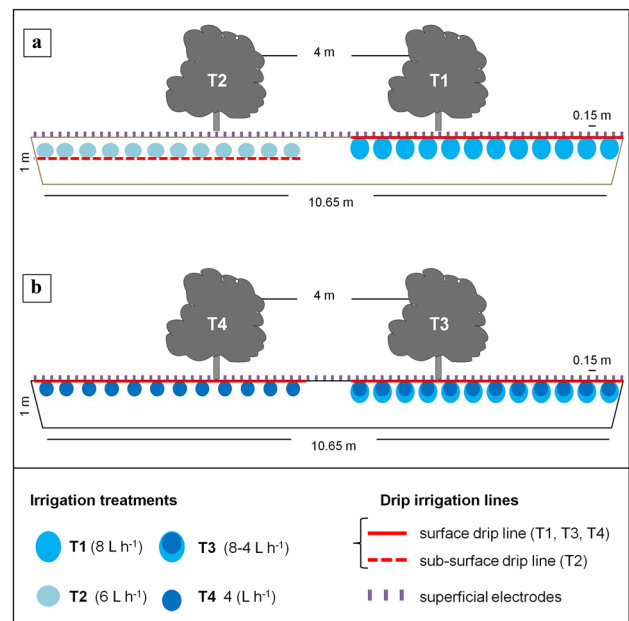 a
4 m
T2
T1
0.15 m
1 m
10.65 m
b
4 m
T4
T3
0.15 m
1 m
10.65 m
Irrigation treatments
Drip irrigation lines
T1 (8 L h⁻¹)
T3 (8-4 L h⁻¹)
surface drip line (T1, T3, T4)
sub-surface drip line (T2)
T2 (6 L h⁻¹)
T4 4 (L h⁻¹)
superficial electrodes